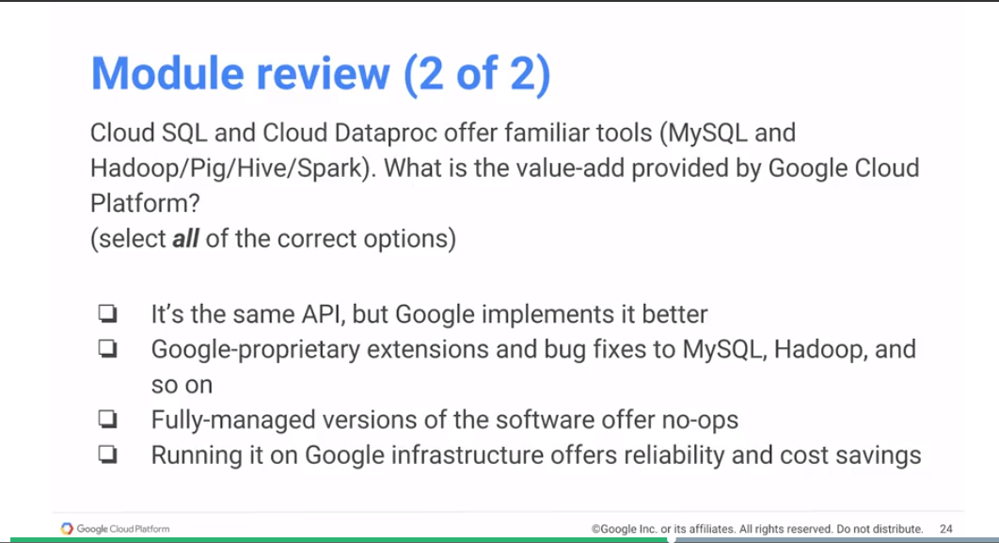 Module review (2 of 2)
Cloud SQL and Cloud Dataproc offer familiar tools (MySQL and
Hadoop/Pig/Hive/Spark). What is the value-add provided by Google Cloud
Platform?
(select all of the correct options)
❏ It’s the same API, but Google implements it better
❏ Google-proprietary extensions and bug fixes to MySQL, Hadoop, and
so on
❏ Fully-managed versions of the software offer no-ops
❏ Running it on Google infrastructure offers reliability and cost savings
Google Cloud Platform
©Google Inc. or its affiliates. All rights reserved. Do not distribute. 24